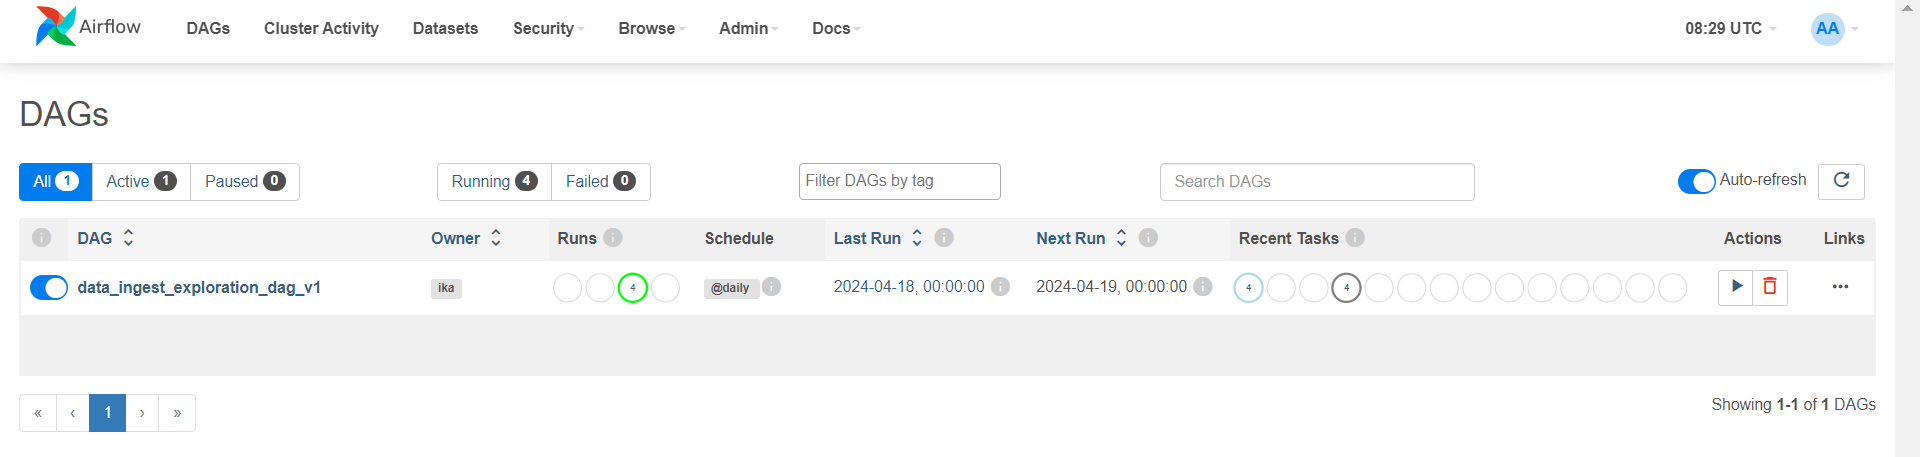 Airflow DAGs Cluster Activity Datasets Security Browse Admin Docs 08:29 UTC AA
DAGs
All 1 Active 1 Paused 0 Running 4 Failed 0 Filter DAGs by tag Search DAGs Auto-refresh
i DAG Owner Runs i Schedule Last Run i Next Run i Recent Tasks i Actions Links
data_ingest_exploration_dag_v1 ika 4 @daily i 2024-04-18, 00:00:00 i 2024-04-19, 00:00:00 i 4 4 ...
« ‹ 1 › » Showing 1-1 of 1 DAGs